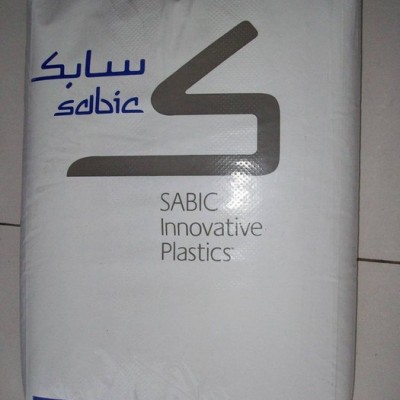 سابك
sabic
SABIC
Innovative
Plastics